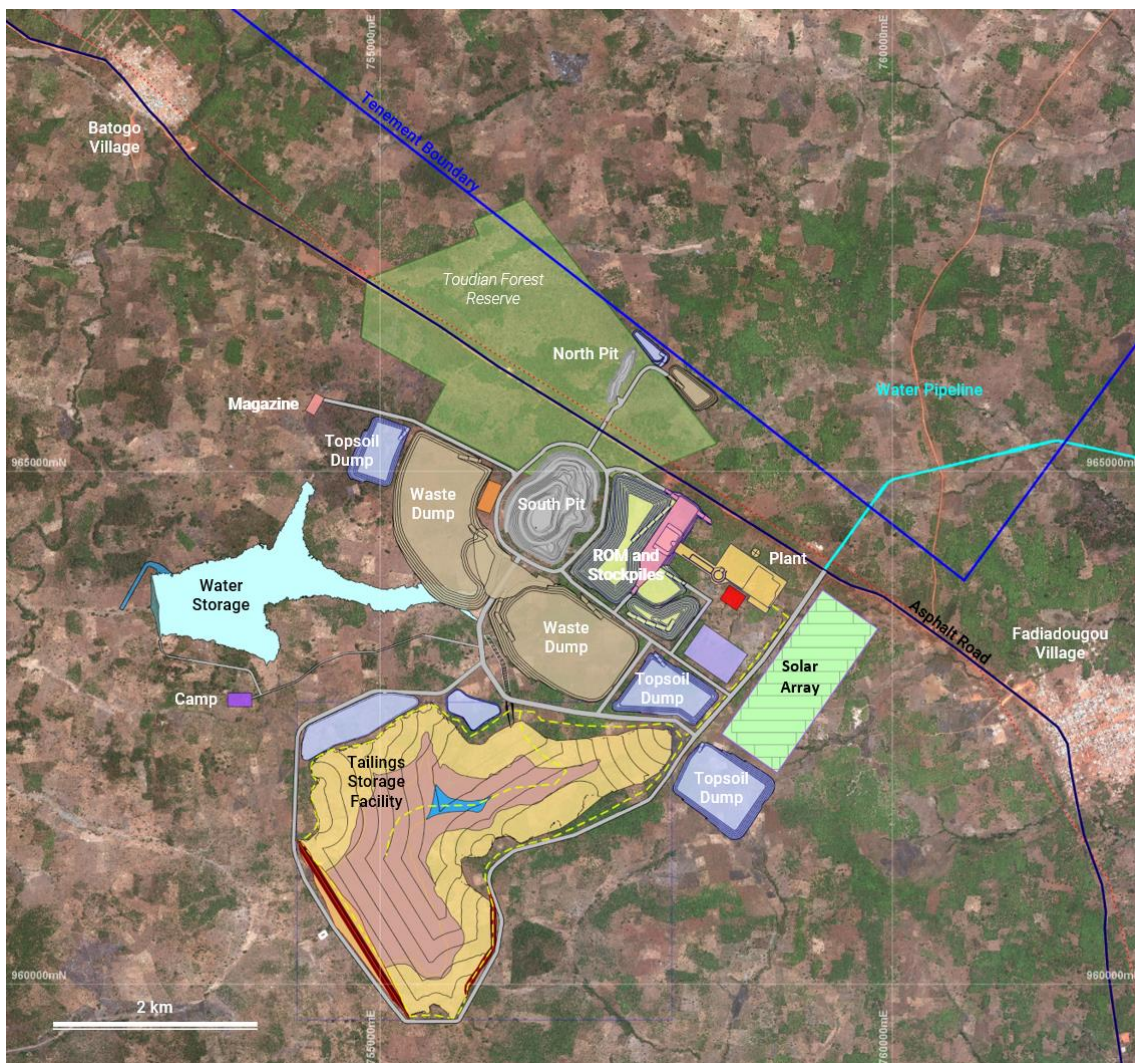 755000mE
760000mE
Batogo
Village
Tenement Boundary
Toudian Forest
Reserve
North Pit
Water Pipeline
Magazine
Topsoil
Dump
965000mN
965000mN
Waste
Dump
South Pit
ROM and
Stockpiles
Plant
Water
Storage
Waste
Dump
Asphalt Road
Fadiadougou
Village
Solar
Array
Topsoil
Dump
Camp
Tailings
Storage
Facility
Topsoil
Dump
960000mN
960000mN
2 km
755000mE
760000mE